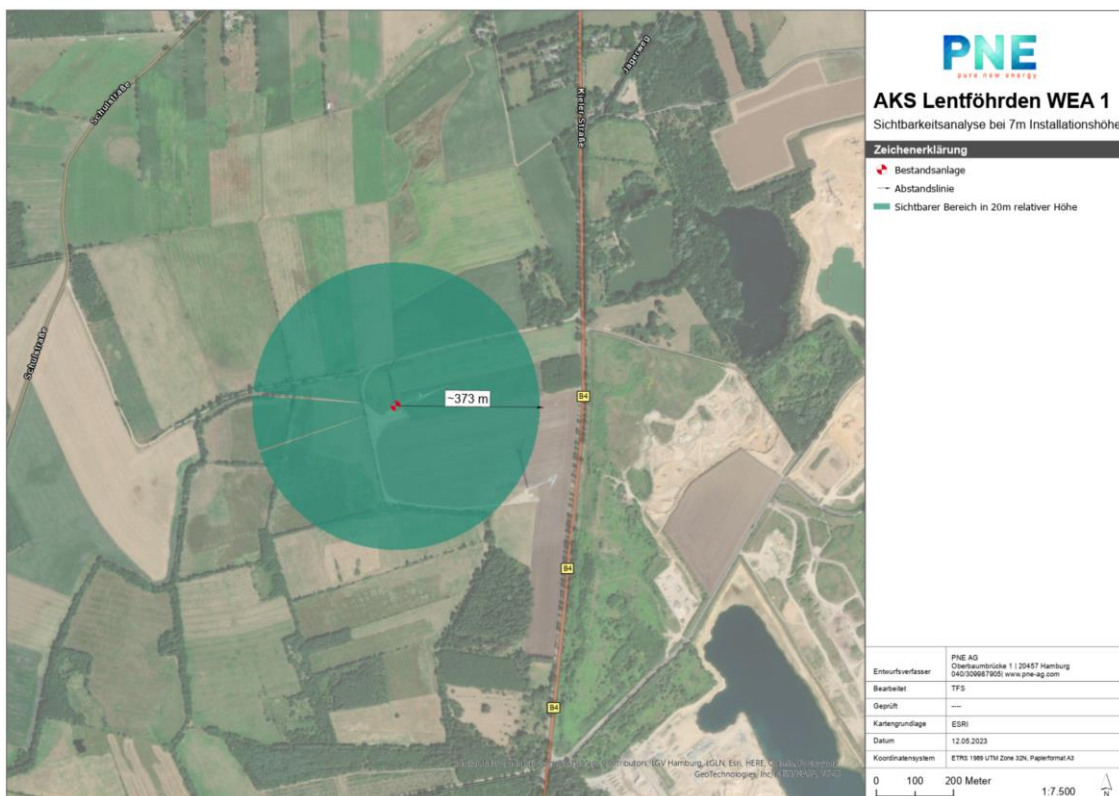 Schulstraße
Jägerweg
Kieler Straße
Schulstraße
~373 m
B4
B4
B4
GeoTechnologies, Inc,
PNE
pure new energy
AKS Lentföhrden WEA 1
Sichtbarkeitsanalyse bei 7m Installationshöhe
Zeichenerklärung
Bestandsanlage
Abstandslinie
Sichtbarer Bereich in 20m relativer Höhe
Entwurfsverfasser
PNE AG
Oberbaumbrücke 1 | 20457 Hamburg
040/309987905| www.pne-ag.com
Bearbeitet TFS
Geprüft ----
Kartengrundlage ESRI
Datum 12.05.2023
Koordinatensystem ETRS 1989 UTM Zone 32N, Papierformat:A3
0 100 200 Meter
1:7.500
N